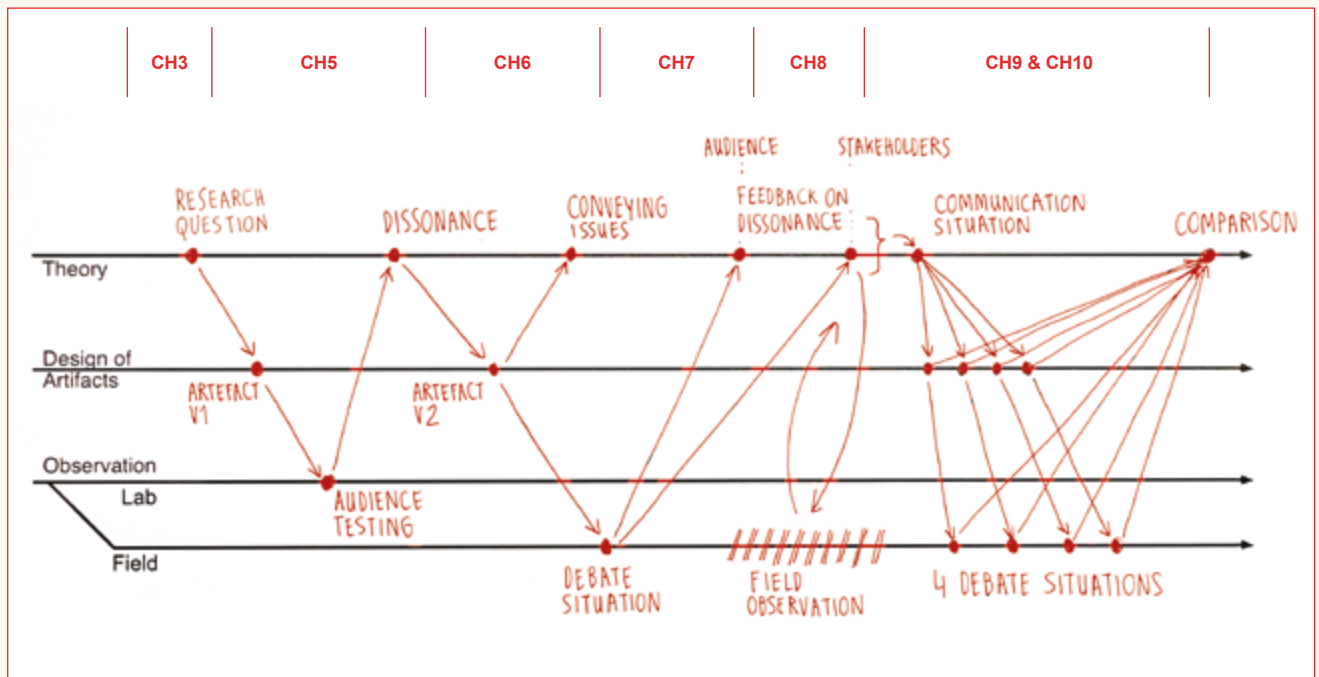 CH3
CH5
CH6
CH7
CH8
CH9 & CH10
AUDIENCE
STAKEHOLDERS
RESEARCH
QUESTION
DISSONANCE
CONVEYING
ISSUES
FEEDBACK ON
DISSONANCE
COMMUNICATION
SITUATION
COMPARISON
Theory
Design of
Artifacts
ARTEFACT
V1
ARTEFACT
V2
Observation
Lab
AUDIENCE
TESTING
Field
DEBATE
SITUATION
FIELD
OBSERVATION
4 DEBATE SITUATIONS